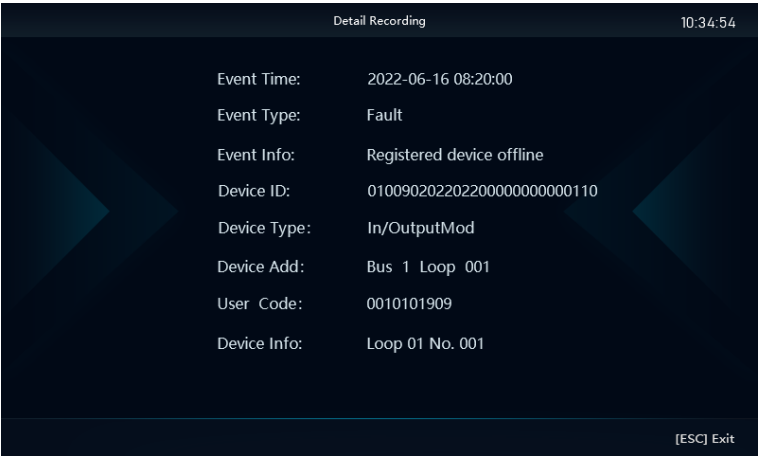 Detail Recording
10:34:54
Event Time: 2022-06-16 08:20:00
Event Type: Fault
Event Info: Registered device offline
Device ID: 010090202202200000000000110
Device Type: In/OutputMod
Device Add: Bus 1 Loop 001
User Code: 0010101909
Device Info: Loop 01 No. 001
[ESC] Exit